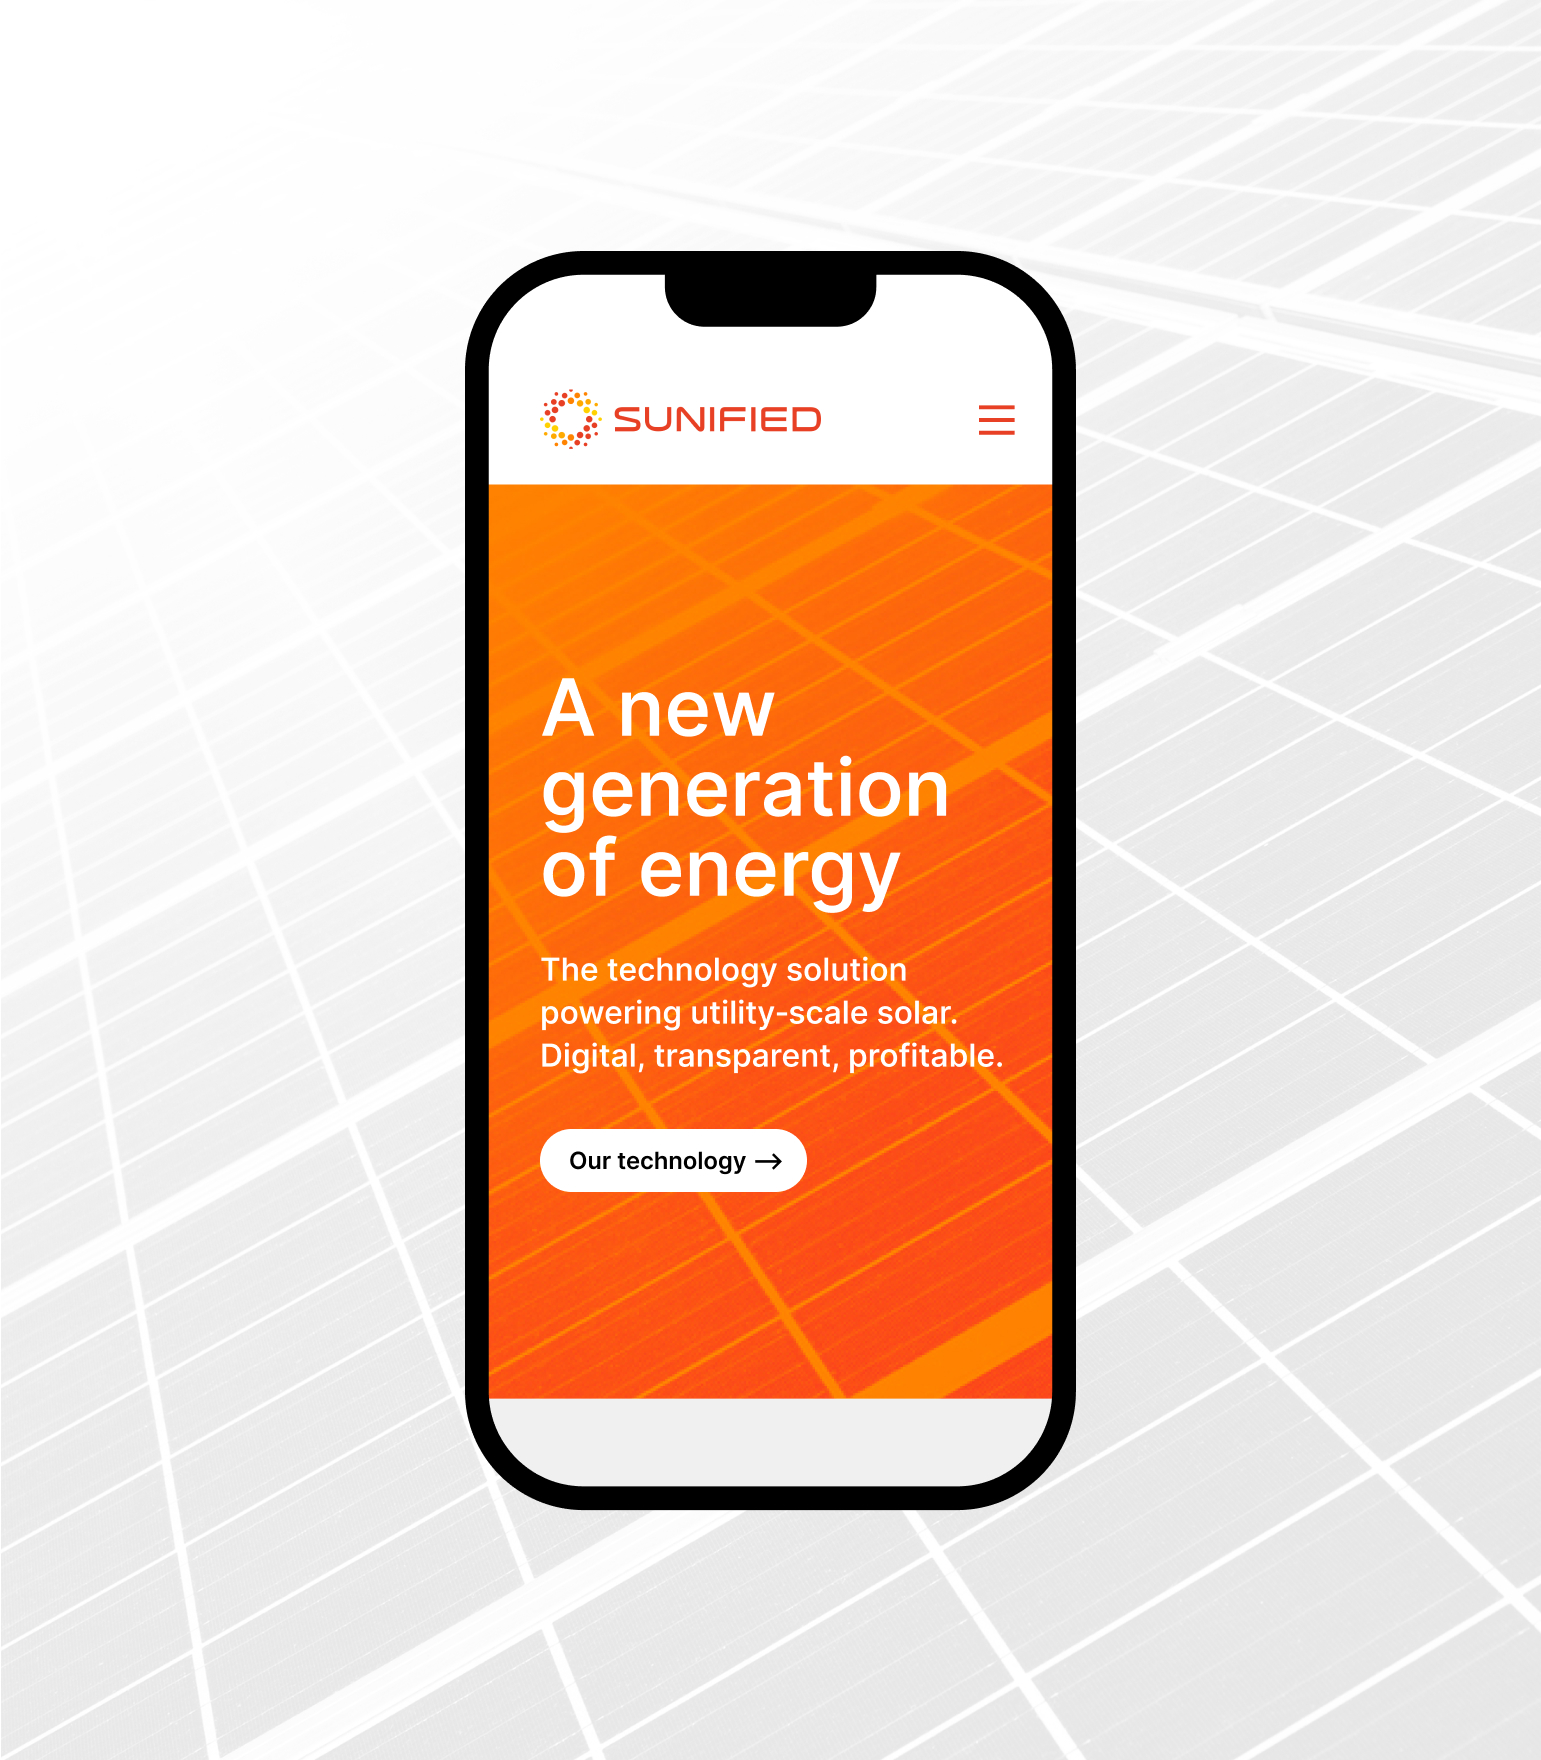 SUNIFIED
A new
generation
of energy
The technology solution
powering utility-scale solar.
Digital, transparent, profitable.
Our technology →